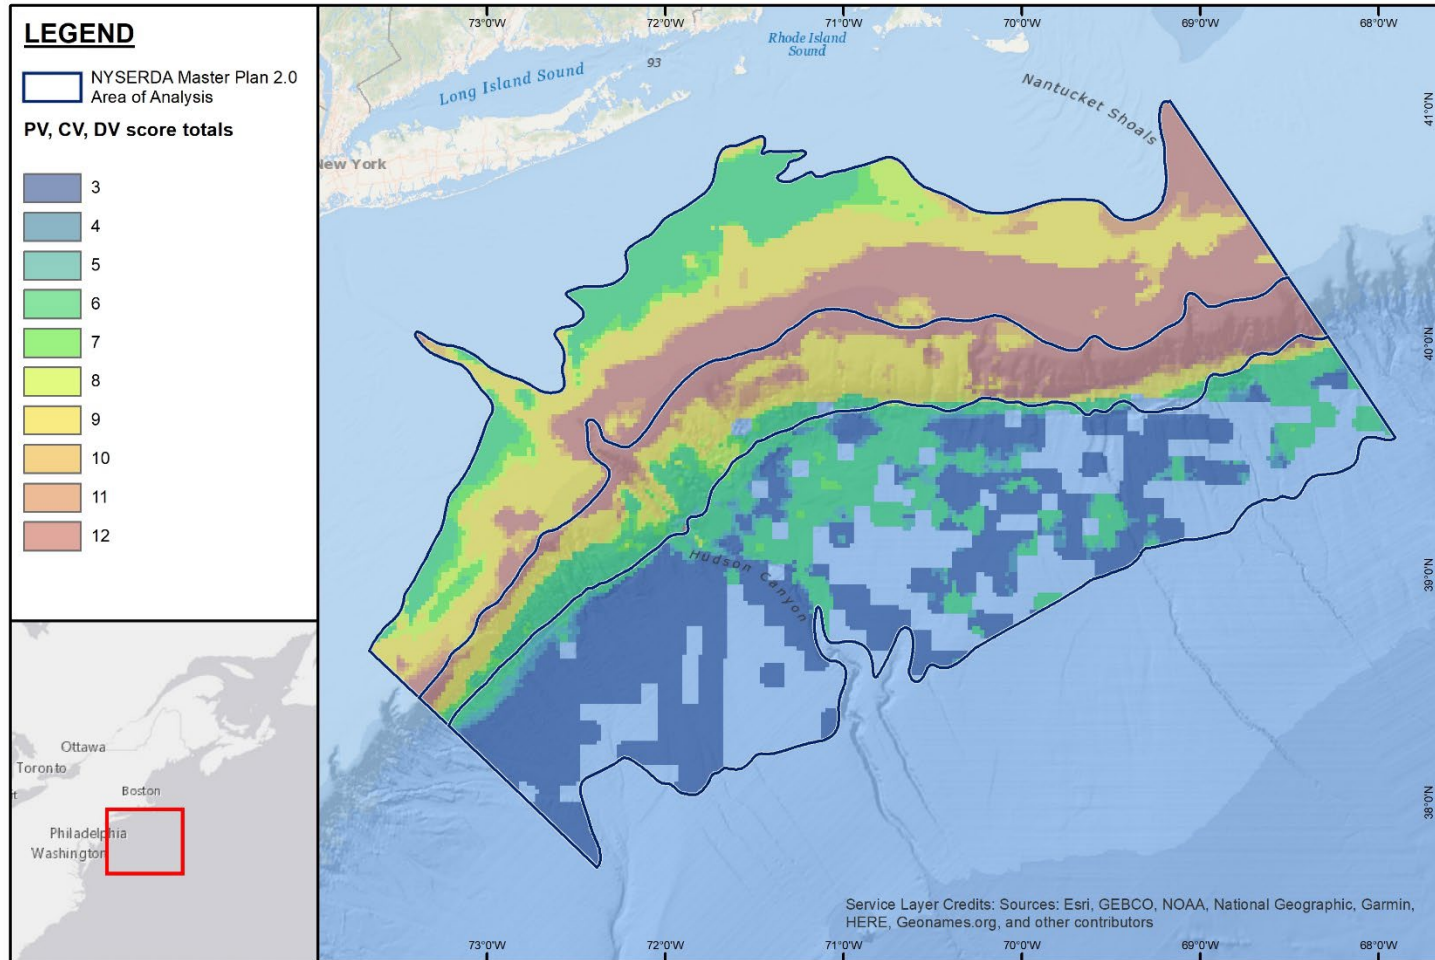 LEGEND
NYSERDA Master Plan 2.0
Area of Analysis
PV, CV, DV score totals
3
4
5
6
7
8
9
10
11
12
Ottawa
Toronto
Boston
Philadelphia
Washington
73°0'W
72°0'W
71°0'W
70°0'W
69°0'W
68°0'W
Rhode Island
Sound
93
Long Island Sound
Nantucket Shoals
New York
41°0'N
40°0'N
39°0'N
38°0'N
Hudson Canyon
Service Layer Credits: Sources: Esri, GEBCO, NOAA, National Geographic, Garmin,
HERE, Geonames.org, and other contributors
73°0'W
72°0'W
71°0'W
70°0'W
69°0'W
68°0'W